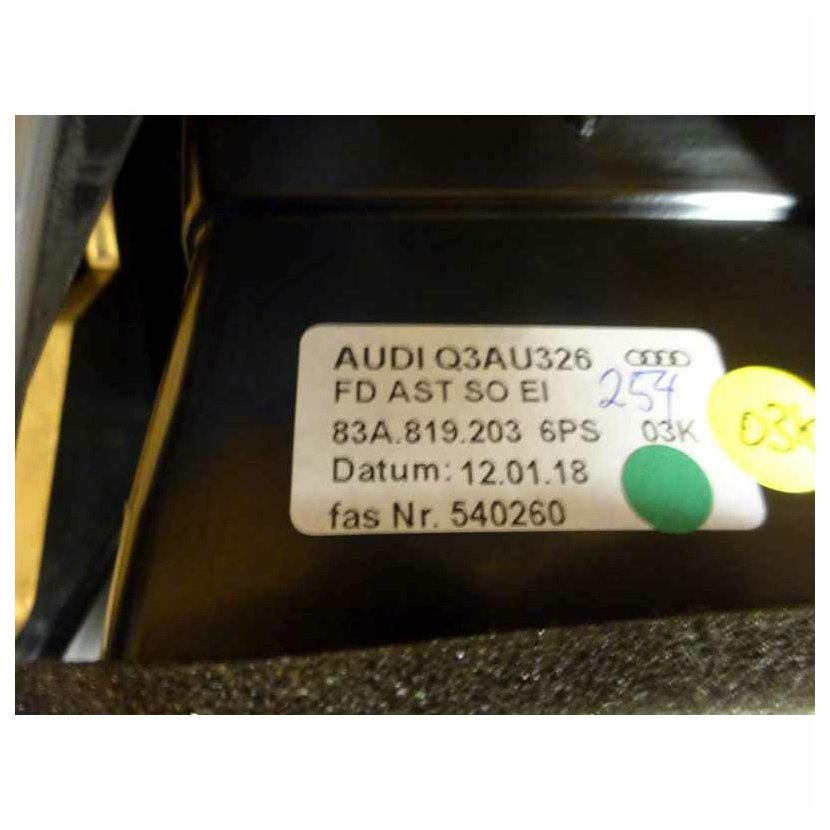 AUDI Q3AU326
FD AST SO EI 254
83A.819.203 6PS 03K
03K
Datum: 12.01.18
fas Nr. 540260